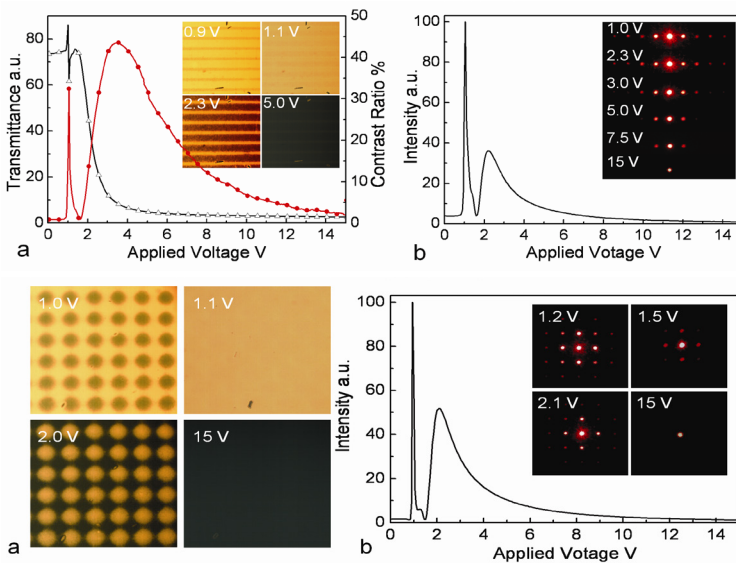 Transmittance a.u.
80
60
40
20
0
50
40
30
20
10
0
Contrast Ratio %
0.9 V
1.1 V
2.3 V
5.0 V
0 2 4 6 8 10 12 14
Applied Voltage V
a
Intensity a.u.
100
80
60
40
20
0
1.0 V
2.3 V
3.0 V
5.0 V
7.5 V
15 V
0 2 4 6 8 10 12 14
Applied Voltage V
b
1.0 V
1.1 V
2.0 V
15 V
a
Intensity a.u.
100
80
60
40
20
0
1.2 V
1.5 V
2.1 V
15 V
0 2 4 6 8 10 12 14
Applied Voltage V
b